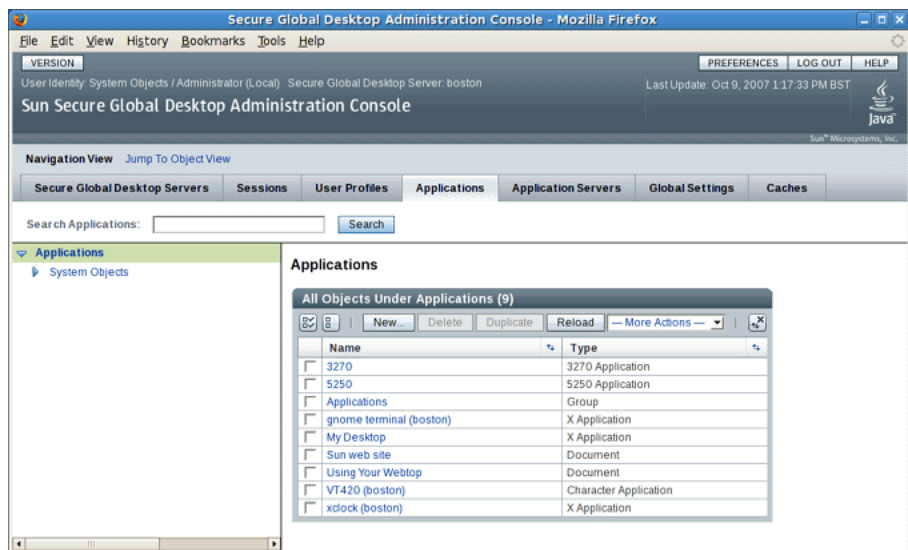 Secure Global Desktop Administration Console - Mozilla Firefox
File Edit View History Bookmarks Tools Help
VERSION PREFERENCES LOG OUT HELP
User Identity: System Objects / Administrator (Local) Secure Global Desktop Server: boston Last Update: Oct 9, 2007 1:17:33 PM BST
Sun Secure Global Desktop Administration Console
Java
Sun™ Microsystems, Inc.
Navigation View Jump To Object View
Secure Global Desktop Servers Sessions User Profiles Applications Application Servers Global Settings Caches
Search Applications: Search
Applications
System Objects
Applications
All Objects Under Applications (9)
New... Delete Duplicate Reload — More Actions —
Name Type
3270 3270 Application
5250 5250 Application
Applications Group
gnome terminal (boston) X Application
My Desktop X Application
Sun web site Document
Using Your Webtop Document
VT420 (boston) Character Application
xclock (boston) X Application